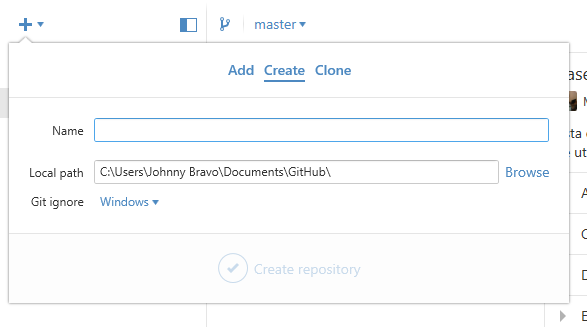 master
Add Create Clone
Name
Local path C:\Users\Johnny Bravo\Documents\GitHub\ Browse
Git ignore Windows
Create repository